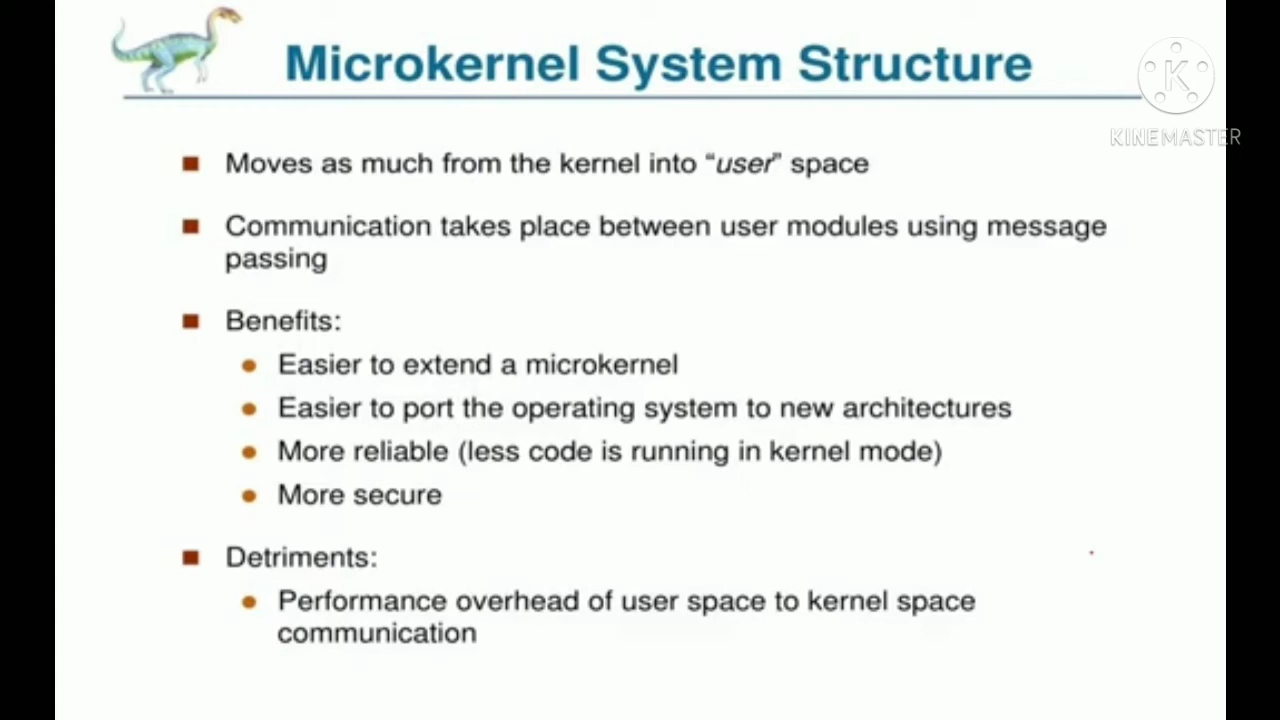 Microkernel System Structure
K
KINEMASTER
Moves as much from the kernel into “user” space
Communication takes place between user modules using message
passing
Benefits:
Easier to extend a microkernel
Easier to port the operating system to new architectures
More reliable (less code is running in kernel mode)
More secure
Detriments:
Performance overhead of user space to kernel space
communication